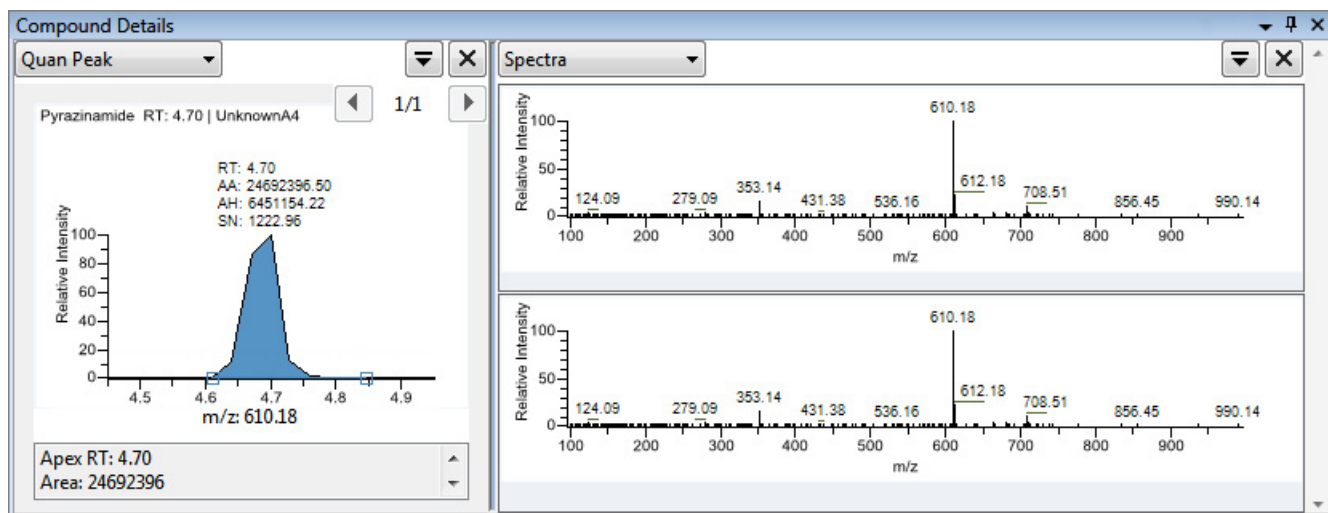 Compound Details
Quan Peak
1/1
Pyrazinamide RT: 4.70 | UnknownA4
RT: 4.70
AA: 24692396.50
AH: 6451154.22
SN: 1222.96
Relative Intensity
100
80
60
40
20
0
4.5 4.6 4.7 4.8 4.9
m/z: 610.18
Apex RT: 4.70
Area: 24692396
Spectra
610.18
Relative Intensity
100
50
0
124.09 279.09 353.14 431.38 536.16 612.18 708.51 856.45 990.14
100 200 300 400 500 600 700 800 900
m/z
610.18
Relative Intensity
100
50
0
124.09 279.09 353.14 431.38 536.16 612.18 708.51 856.45 990.14
100 200 300 400 500 600 700 800 900
m/z